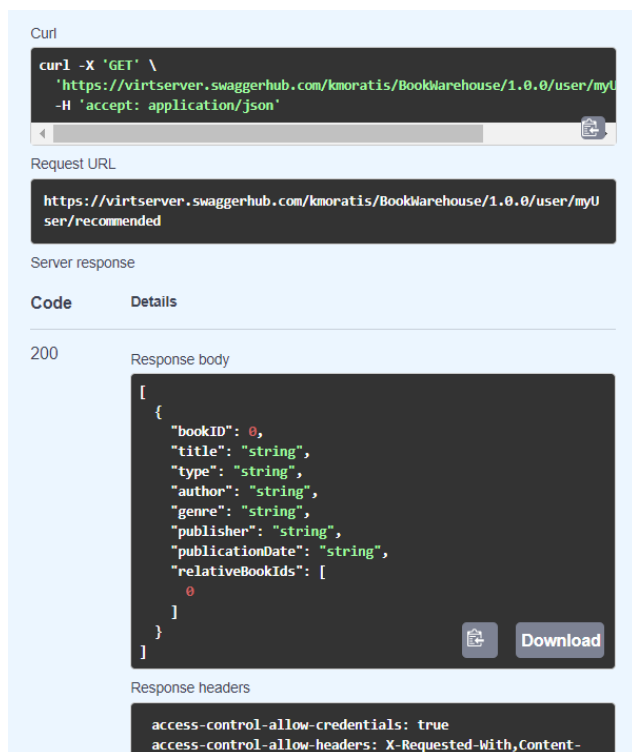 Curl
curl -X 'GET' \
'https://virtserver.swaggerhub.com/kmoratis/BookWarehouse/1.0.0/user/myU
-H 'accept: application/json'
Request URL
https://virtserver.swaggerhub.com/kmoratis/BookWarehouse/1.0.0/user/myU
ser/recommended
Server response
Code Details
200
Response body
[
{
"bookID": 0,
"title": "string",
"type": "string",
"author": "string",
"genre": "string",
"publisher": "string",
"publicationDate": "string",
"relativeBookIds": [
0
]
}
]
Download
Response headers
access-control-allow-credentials: true
access-control-allow-headers: X-Requested-With,Content-